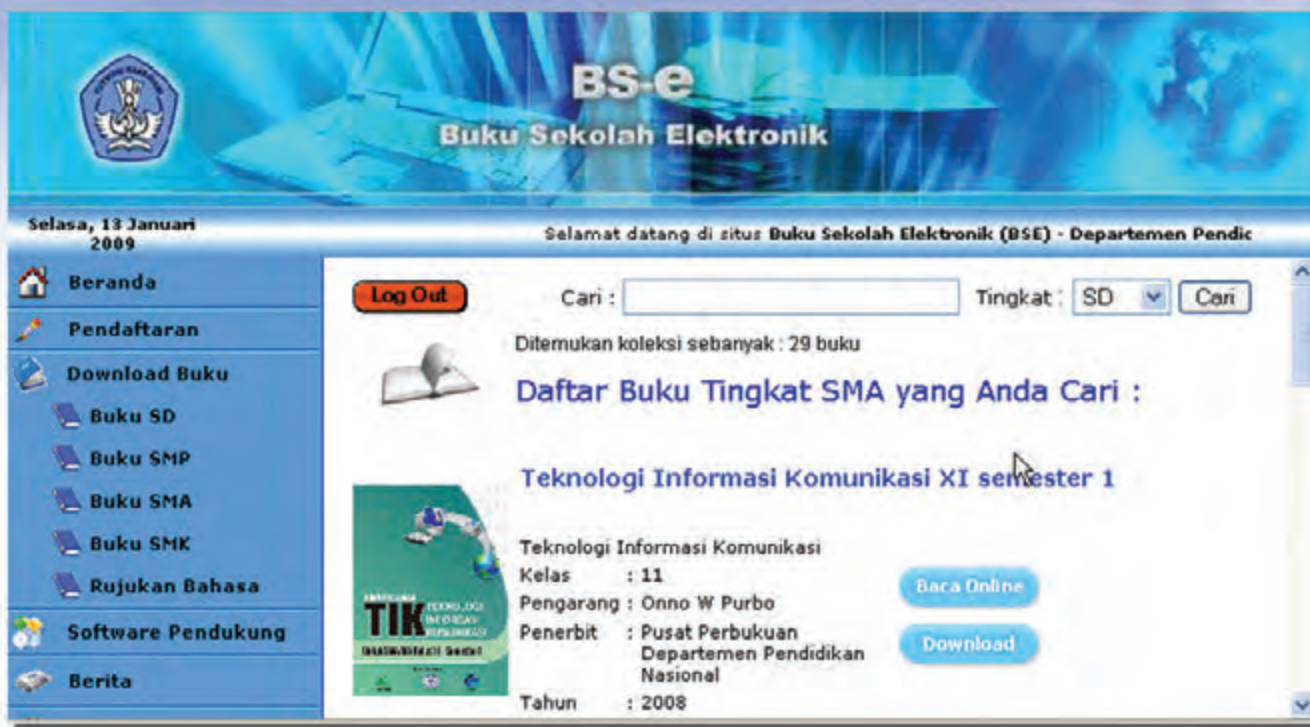 BS-e
Buku Sekolah Elektronik
Selasa, 13 Januari
2009
Selamat datang di situs Buku Sekolah Elektronik (BSE) - Departemen Pendic
Beranda
Pendaftaran
Download Buku
Buku SD
Buku SMP
Buku SMA
Buku SMK
Rujukan Bahasa
Software Pendukung
Berita
Log Out
Cari :
Tingkat : SD
Cari
Ditemukan koleksi sebanyak : 29 buku
Daftar Buku Tingkat SMA yang Anda Cari :
Teknologi Informasi Komunikasi XI semester 1
TIK TEKNOLOGI
INFORMASI
KOMUNIKASI
Teknologi Informasi Komunikasi
Kelas : 11
Pengarang : Onno W Purbo
Penerbit : Pusat Perbukuan
Departemen Pendidikan
Nasional
Tahun : 2008
Baca Online
Download